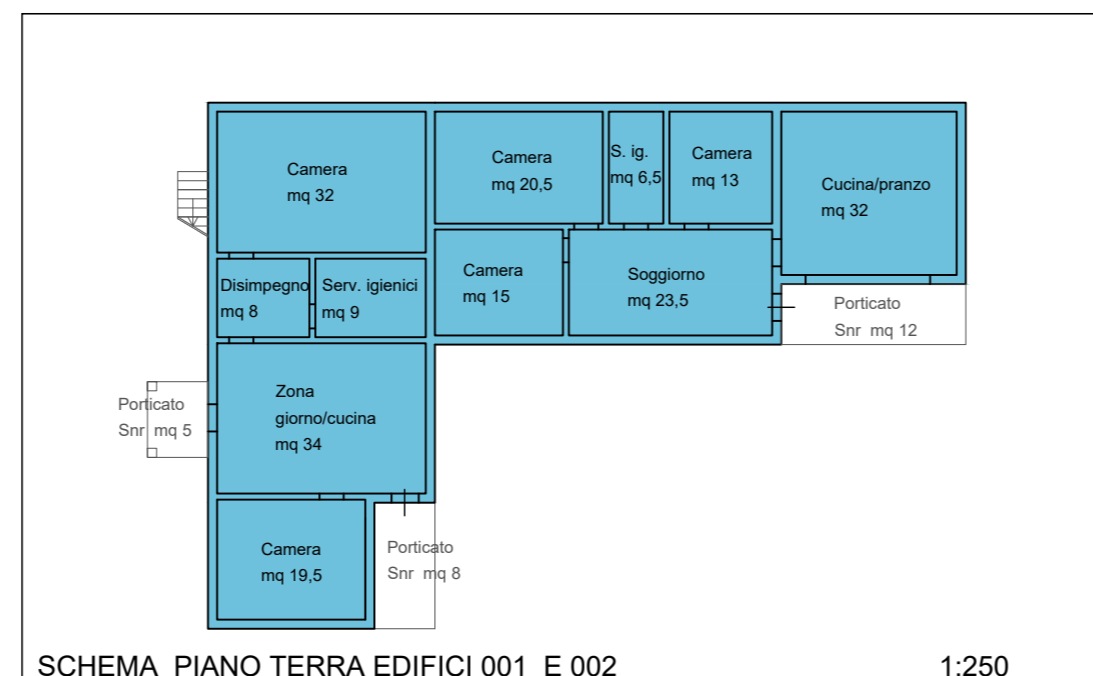 Camera
mq 32
Camera
mq 20,5
S. ig.
mq 6,5
Camera
mq 13
Cucina/pranzo
mq 32
Disimpegno
mq 8
Serv. igienici
mq 9
Camera
mq 15
Soggiorno
mq 23,5
Porticato
Snr mq 12
Porticato
Snr mq 5
Zona
giorno/cucina
mq 34
Camera
mq 19,5
Porticato
Snr mq 8
SCHEMA PIANO TERRA EDIFICI 001 E 002
1:250